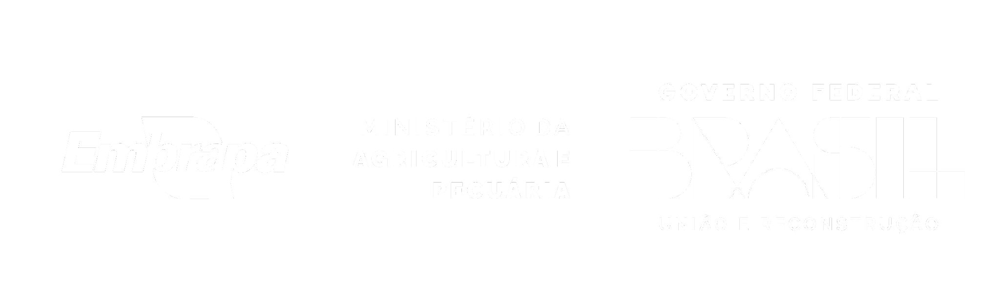 Embrapa
MINISTÉRIO DA
AGRICULTURA E
PECUÁRIA
GOVERNO FEDERAL
BRASIL
UNIÃO E RECONSTRUÇÃO